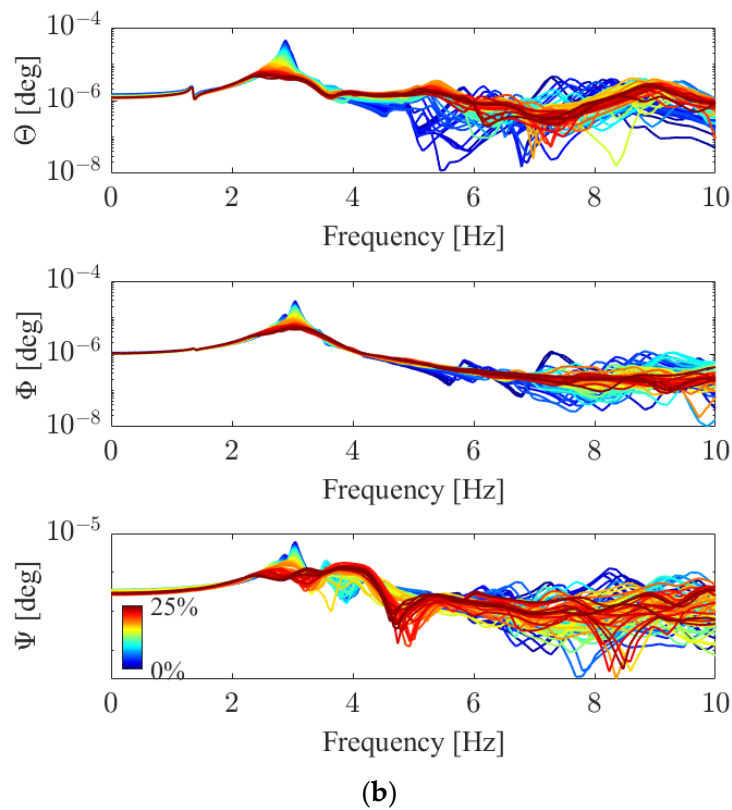 10⁻⁴
10⁻⁶
10⁻⁸
Θ [deg]
0 2 4 6 8 10
Frequency [Hz]
10⁻⁴
10⁻⁶
10⁻⁸
Φ [deg]
0 2 4 6 8 10
Frequency [Hz]
10⁻⁵
Ψ [deg]
25%
0%
0 2 4 6 8 10
Frequency [Hz]
(b)